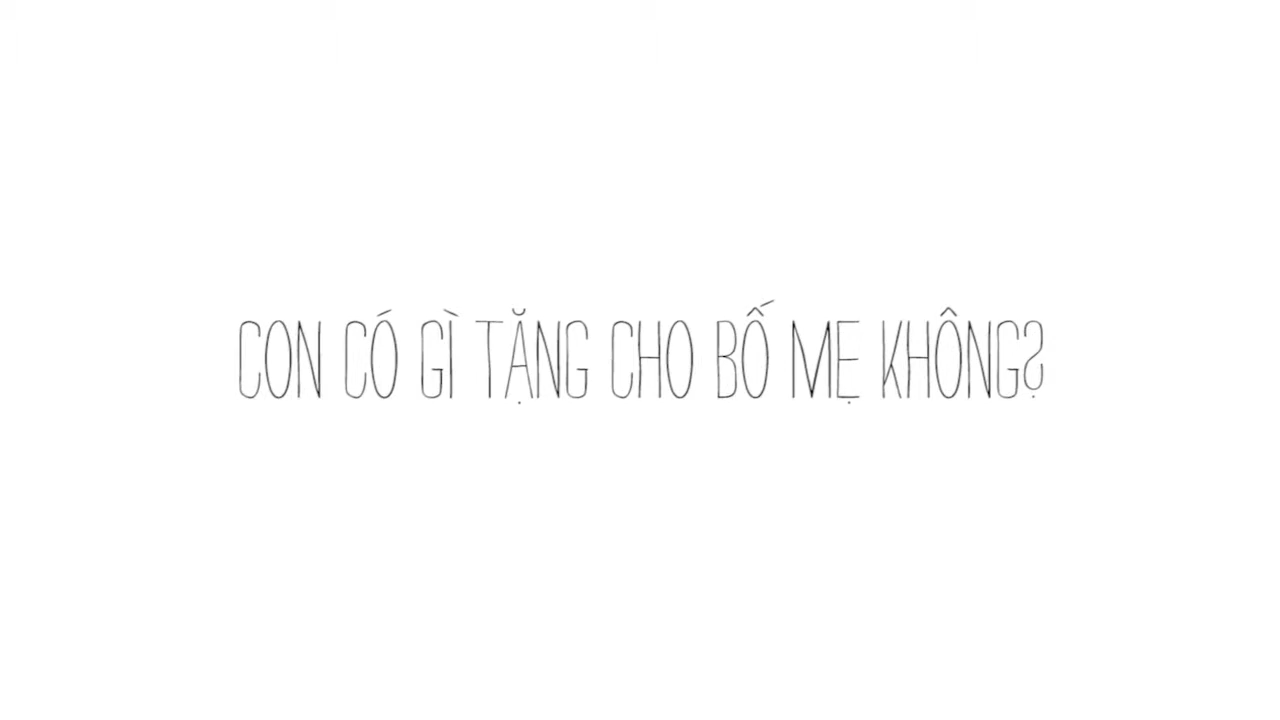 CON CÓ GÌ TẶNG CHO BỐ MẸ KHÔNG?